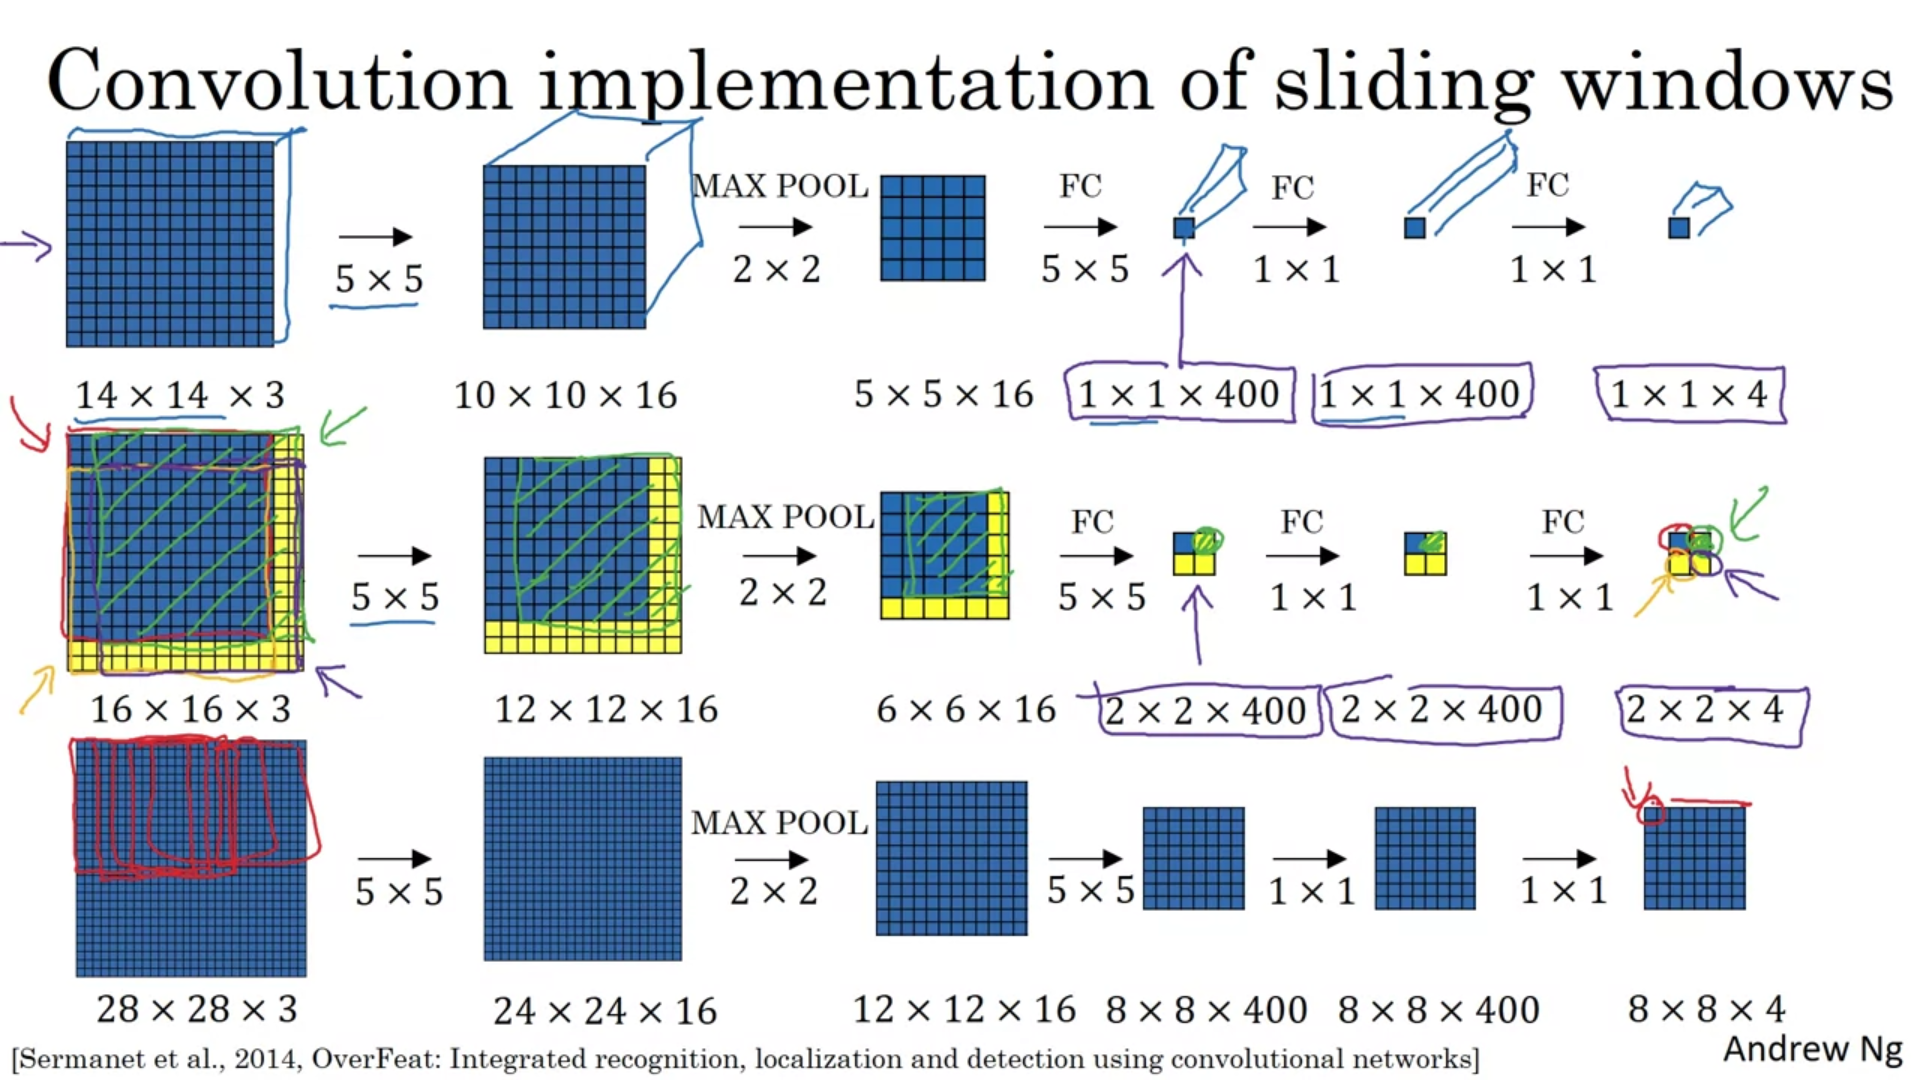 Convolution implementation of sliding windows
MAX POOL FC FC FC
5 × 5 2 × 2 5 × 5 1 × 1 1 × 1
14 × 14 × 3 10 × 10 × 16 5 × 5 × 16 1 × 1 × 400 1 × 1 × 400 1 × 1 × 4
MAX POOL FC FC FC
5 × 5 2 × 2 5 × 5 1 × 1 1 × 1
16 × 16 × 3 12 × 12 × 16 6 × 6 × 16 2 × 2 × 400 2 × 2 × 400 2 × 2 × 4
MAX POOL
5 × 5 2 × 2 5 × 5 1 × 1 1 × 1
28 × 28 × 3 24 × 24 × 16 12 × 12 × 16 8 × 8 × 400 8 × 8 × 400 8 × 8 × 4
[Sermanet et al., 2014, OverFeat: Integrated recognition, localization and detection using convolutional networks]
Andrew Ng